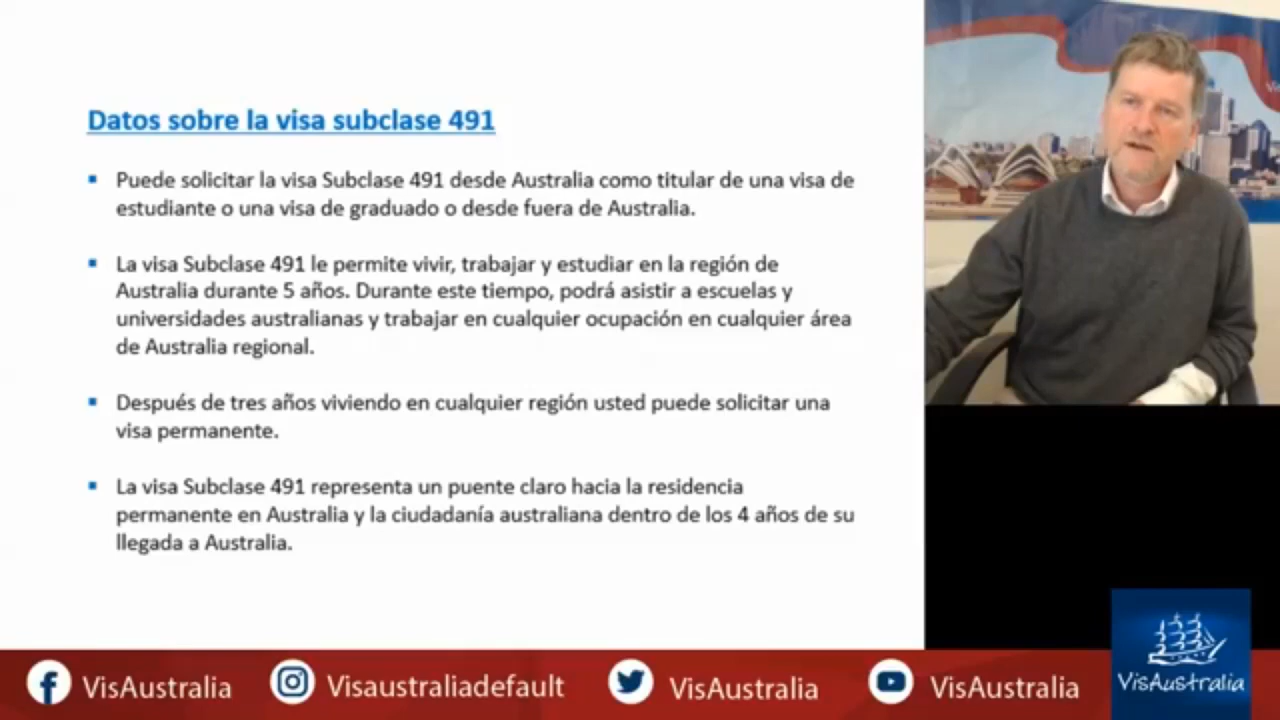 Datos sobre la visa subclase 491
▪ Puede solicitar la visa Subclase 491 desde Australia como titular de una visa de
estudiante o una visa de graduado o desde fuera de Australia.
▪ La visa Subclase 491 le permite vivir, trabajar y estudiar en la región de
Australia durante 5 años. Durante este tiempo, podrá asistir a escuelas y
universidades australianas y trabajar en cualquier ocupación en cualquier área
de Australia regional.
▪ Después de tres años viviendo en cualquier región usted puede solicitar una
visa permanente.
▪ La visa Subclase 491 representa un puente claro hacia la residencia
permanente en Australia y la ciudadanía australiana dentro de los 4 años de su
llegada a Australia.
VisAustralia
Visaustraliadefault
VisAustralia
VisAustralia
VisAustralia